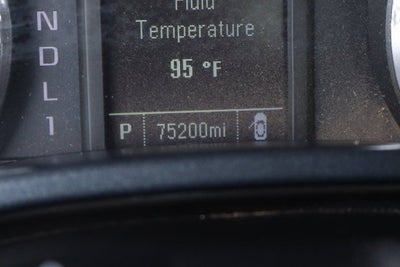 Fluid
Temperature
95 °F
N
D
L
1
P 75200mi